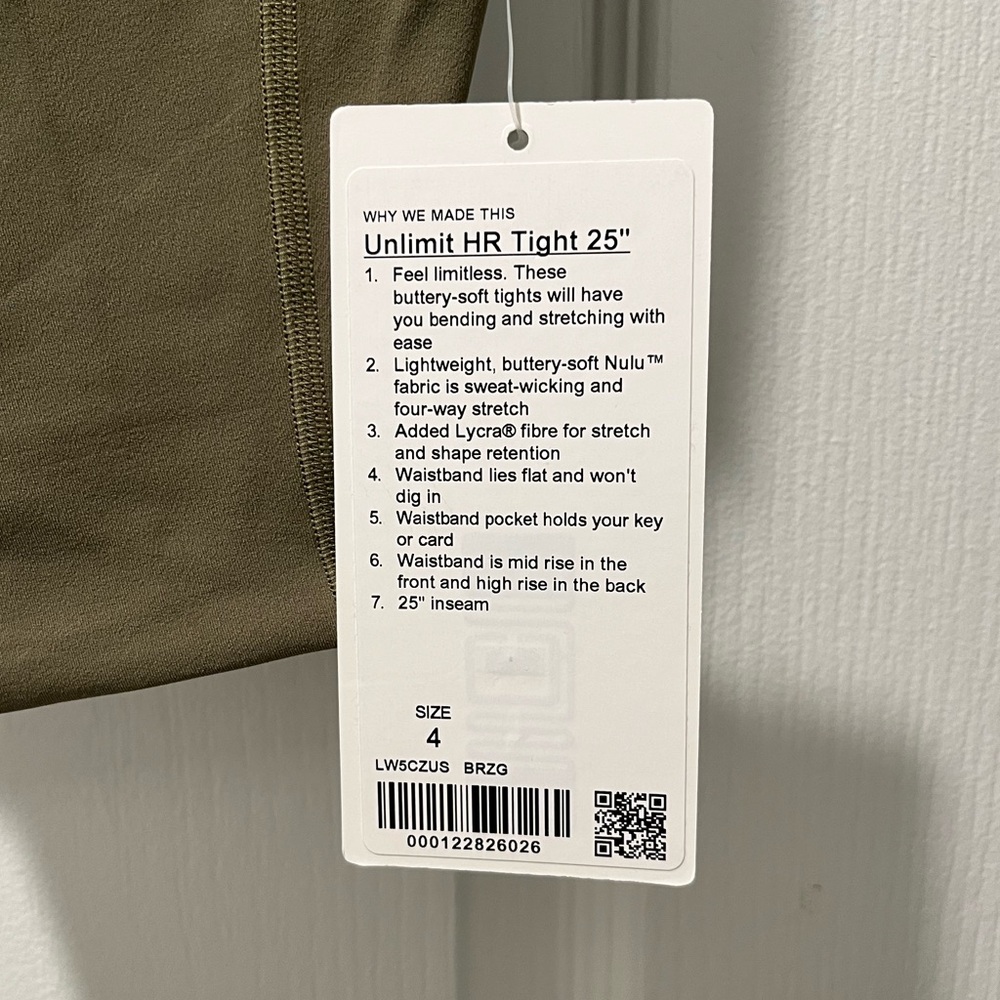 WHY WE MADE THIS
Unlimit HR Tight 25"
1. Feel limitless. These
buttery-soft tights will have
you bending and stretching with
ease
2. Lightweight, buttery-soft Nulu™
fabric is sweat-wicking and
four-way stretch
3. Added Lycra® fibre for stretch
and shape retention
4. Waistband lies flat and won't
dig in
5. Waistband pocket holds your key
or card
6. Waistband is mid rise in the
front and high rise in the back
7. 25" inseam
SIZE
4
LW5CZUS BRZG
000122826026